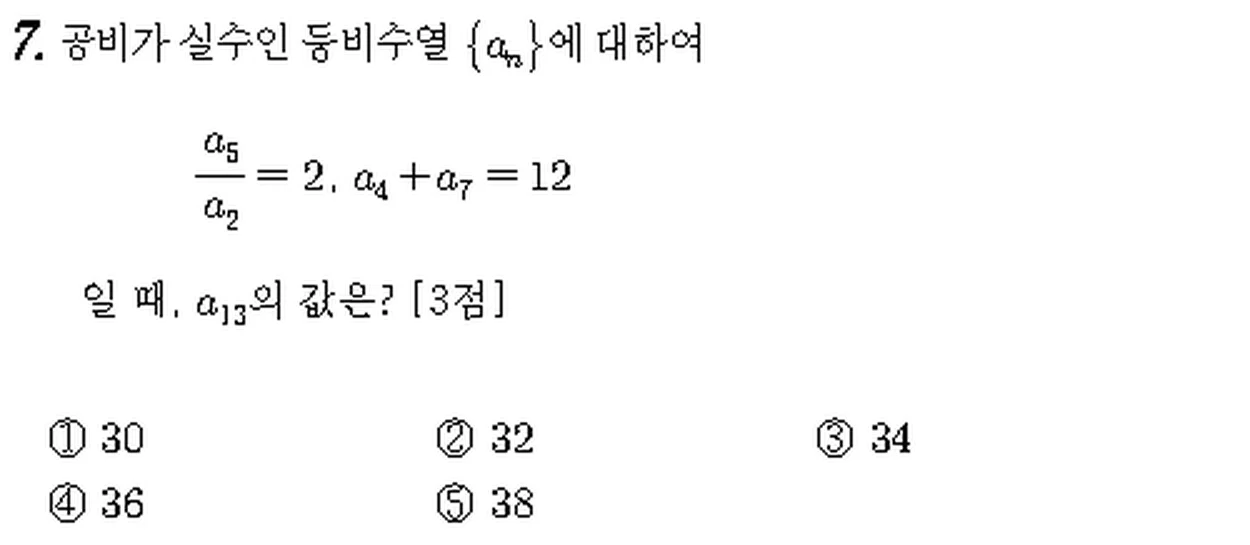 7. 공비가 실수인 등비수열 {aₙ}에 대하여
a₅/a₂ = 2, a₄ + a₇ = 12
일 때, a₁₃의 값은? [3점]
① 30 ② 32 ③ 34
④ 36 ⑤ 38